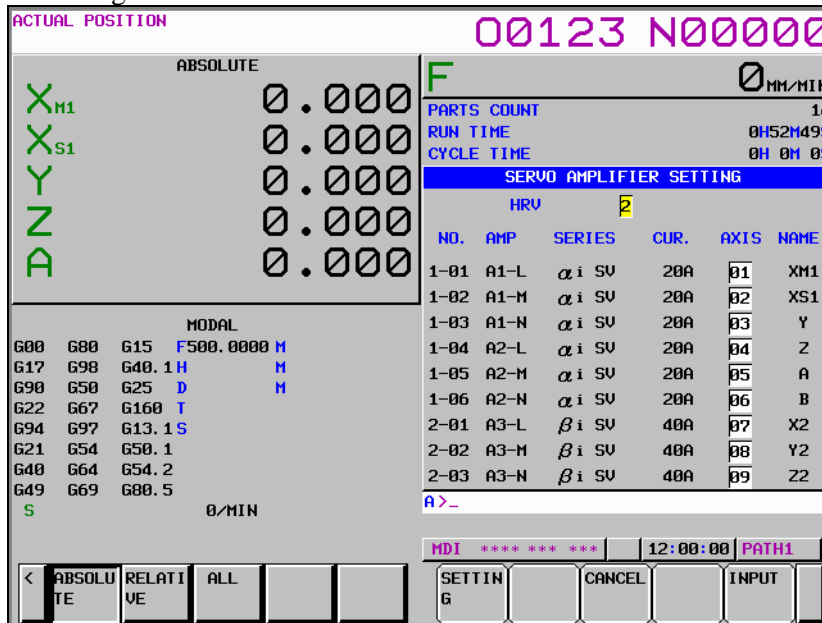 ACTUAL POSITION
O0123 N00000
ABSOLUTE
XM1 0.000
XS1 0.000
Y 0.000
Z 0.000
A 0.000
F 0 MM/MIN
PARTS COUNT
RUN TIME 0H52M49
CYCLE TIME 0H 0M 0
SERVO AMPLIFIER SETTING
HRV 2
NO. AMP SERIES CUR. AXIS NAME
1-01 A1-L αi SV 20A 01 XM1
1-02 A1-M αi SV 20A 02 XS1
1-03 A1-N αi SV 20A 03 Y
1-04 A2-L αi SV 20A 04 Z
1-05 A2-M αi SV 20A 05 A
1-06 A2-N αi SV 20A 06 B
2-01 A3-L βi SV 40A 07 X2
2-02 A3-M βi SV 40A 08 Y2
2-03 A3-N βi SV 40A 09 Z2
MODAL
G00 G80 G15 F500.0000 M
G17 G98 G40.1 H M
G90 G50 G25 D M
G22 G67 G160 T
G94 G97 G13.1 S
G21 G54 G50.1
G40 G64 G54.2
G49 G69 G80.5
S 0/MIN
A>_
MDI **** *** *** 12:00:00 PATH1
< ABSOLUTE RELATIVE ALL
SETTING CANCEL INPUT